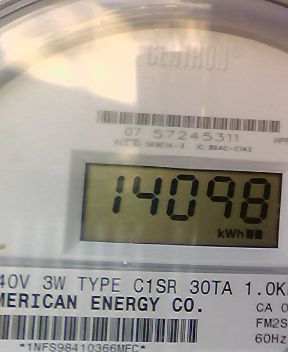 CENTRON®
07 57245311
14098
kWh
40V 3W TYPE C1SR 30TA 1.0K
MERICAN ENERGY CO.
CA 0
FM2S
60Hz
*1NFS98410366MFC*